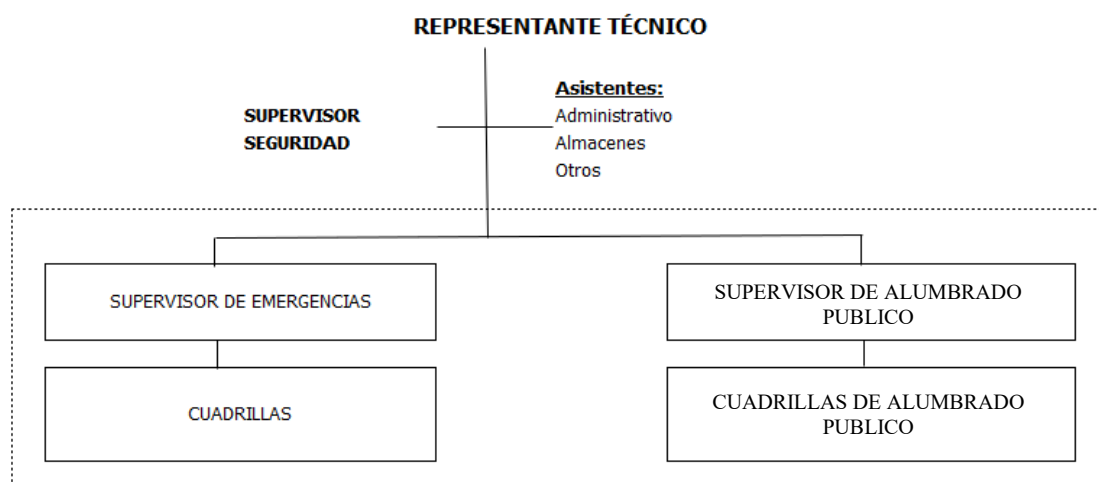 REPRESENTANTE TÉCNICO
SUPERVISOR
SEGURIDAD
Asistentes:
Administrativo
Almacenes
Otros
SUPERVISOR DE EMERGENCIAS
CUADRILLAS
SUPERVISOR DE ALUMBRADO
PUBLICO
CUADRILLAS DE ALUMBRADO
PUBLICO